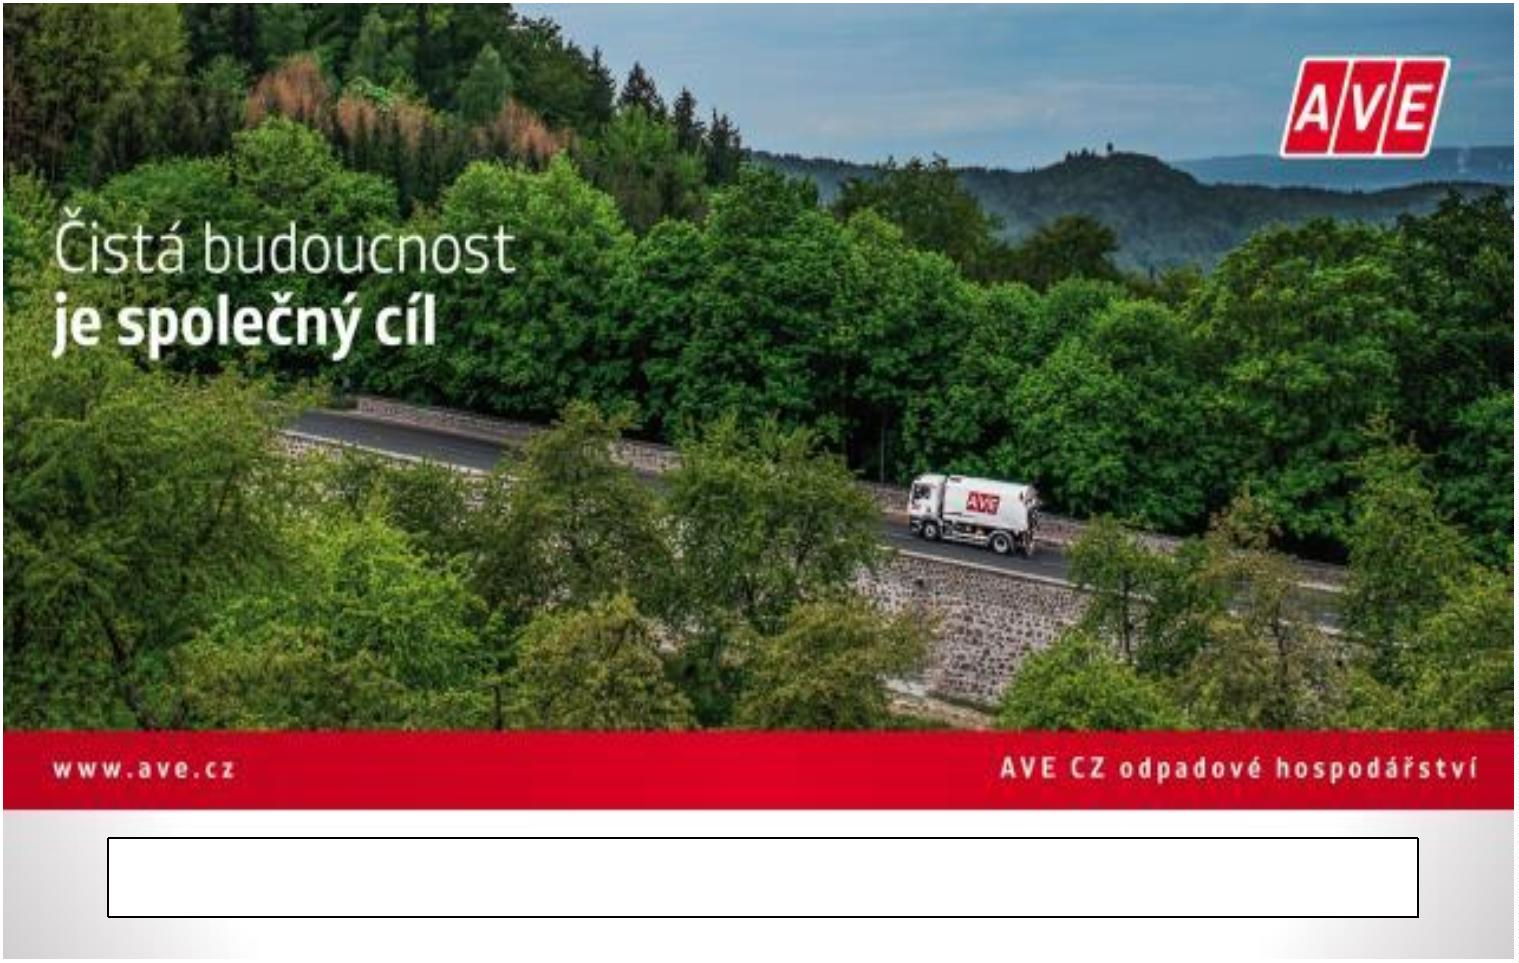 AVE
Čistá budoucnost
je společný cíl
AVE
www.ave.cz
AVE CZ odpadové hospodářství